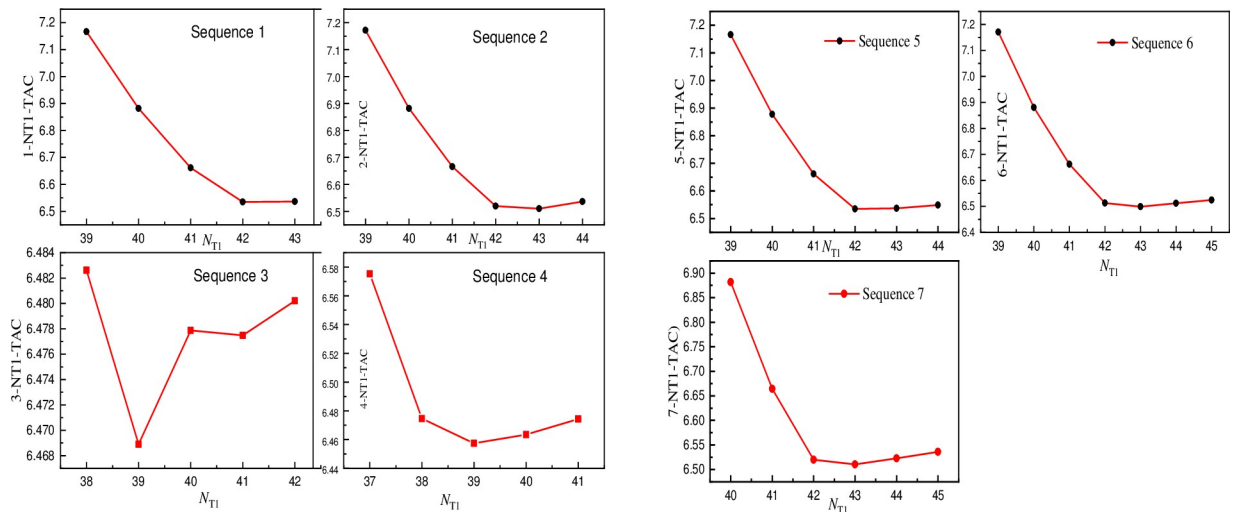 Sequence 1
1-NT1-TAC
7.2
7.1
7.0
6.9
6.8
6.7
6.6
6.5
39 40 41 42 43
N_T1
Sequence 2
2-NT1-TAC
7.2
7.1
7.0
6.9
6.8
6.7
6.6
6.5
39 40 41 42 43 44
N_T1
Sequence 3
3-NT1-TAC
6.484
6.482
6.480
6.478
6.476
6.474
6.472
6.470
6.468
38 39 40 41 42
N_T1
Sequence 4
4-NT1-TAC
6.58
6.56
6.54
6.52
6.50
6.48
6.46
6.44
37 38 39 40 41
N_T1
Sequence 5
5-NT1-TAC
7.2
7.1
7.0
6.9
6.8
6.7
6.6
6.5
39 40 41 42 43 44
N_T1
Sequence 6
6-NT1-TAC
7.2
7.1
7.0
6.9
6.8
6.7
6.6
6.5
6.4
39 40 41 42 43 44 45
N_T1
Sequence 7
7-NT1-TAC)
6.90
6.85
6.80
6.75
6.70
6.65
6.60
6.55
6.50
40 41 42 43 44 45
N_T1